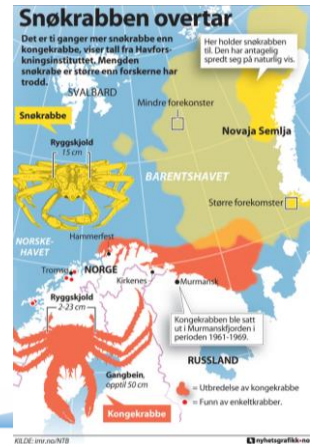 Snøkrabben overtar
Det er ti ganger mer snøkrabbe enn
kongekrabbe, viser tall fra Havfors-
kningsinstituttet. Mengden
snøkrabe er større enn forskerne har
trodd.
Her holder snøkrabben
til. Den har antagelig
spredt seg på naturlig vis.
SVALBARD
Mindre forekomster
Snøkrabbe
Novaja Semlja
Ryggskjold
15 cm
BARENTSHAVET
Større forekomster
NORSKE-
HAVET
Hammerfest
Tromsø
NORGE
Kirkenes
Murmansk
Ryggskjold
2-23 cm
Kongekrabben ble satt
ut i Murmanskfjorden i
perioden 1961-1969.
RUSSLAND
Gangbein,
opptil 50 cm
= Utbredelse av kongekrabbe
= Funn av enkeltkrabber.
Kongekrabbe
KILDE: imr.no/NTB
nyhetsgrafikk.no